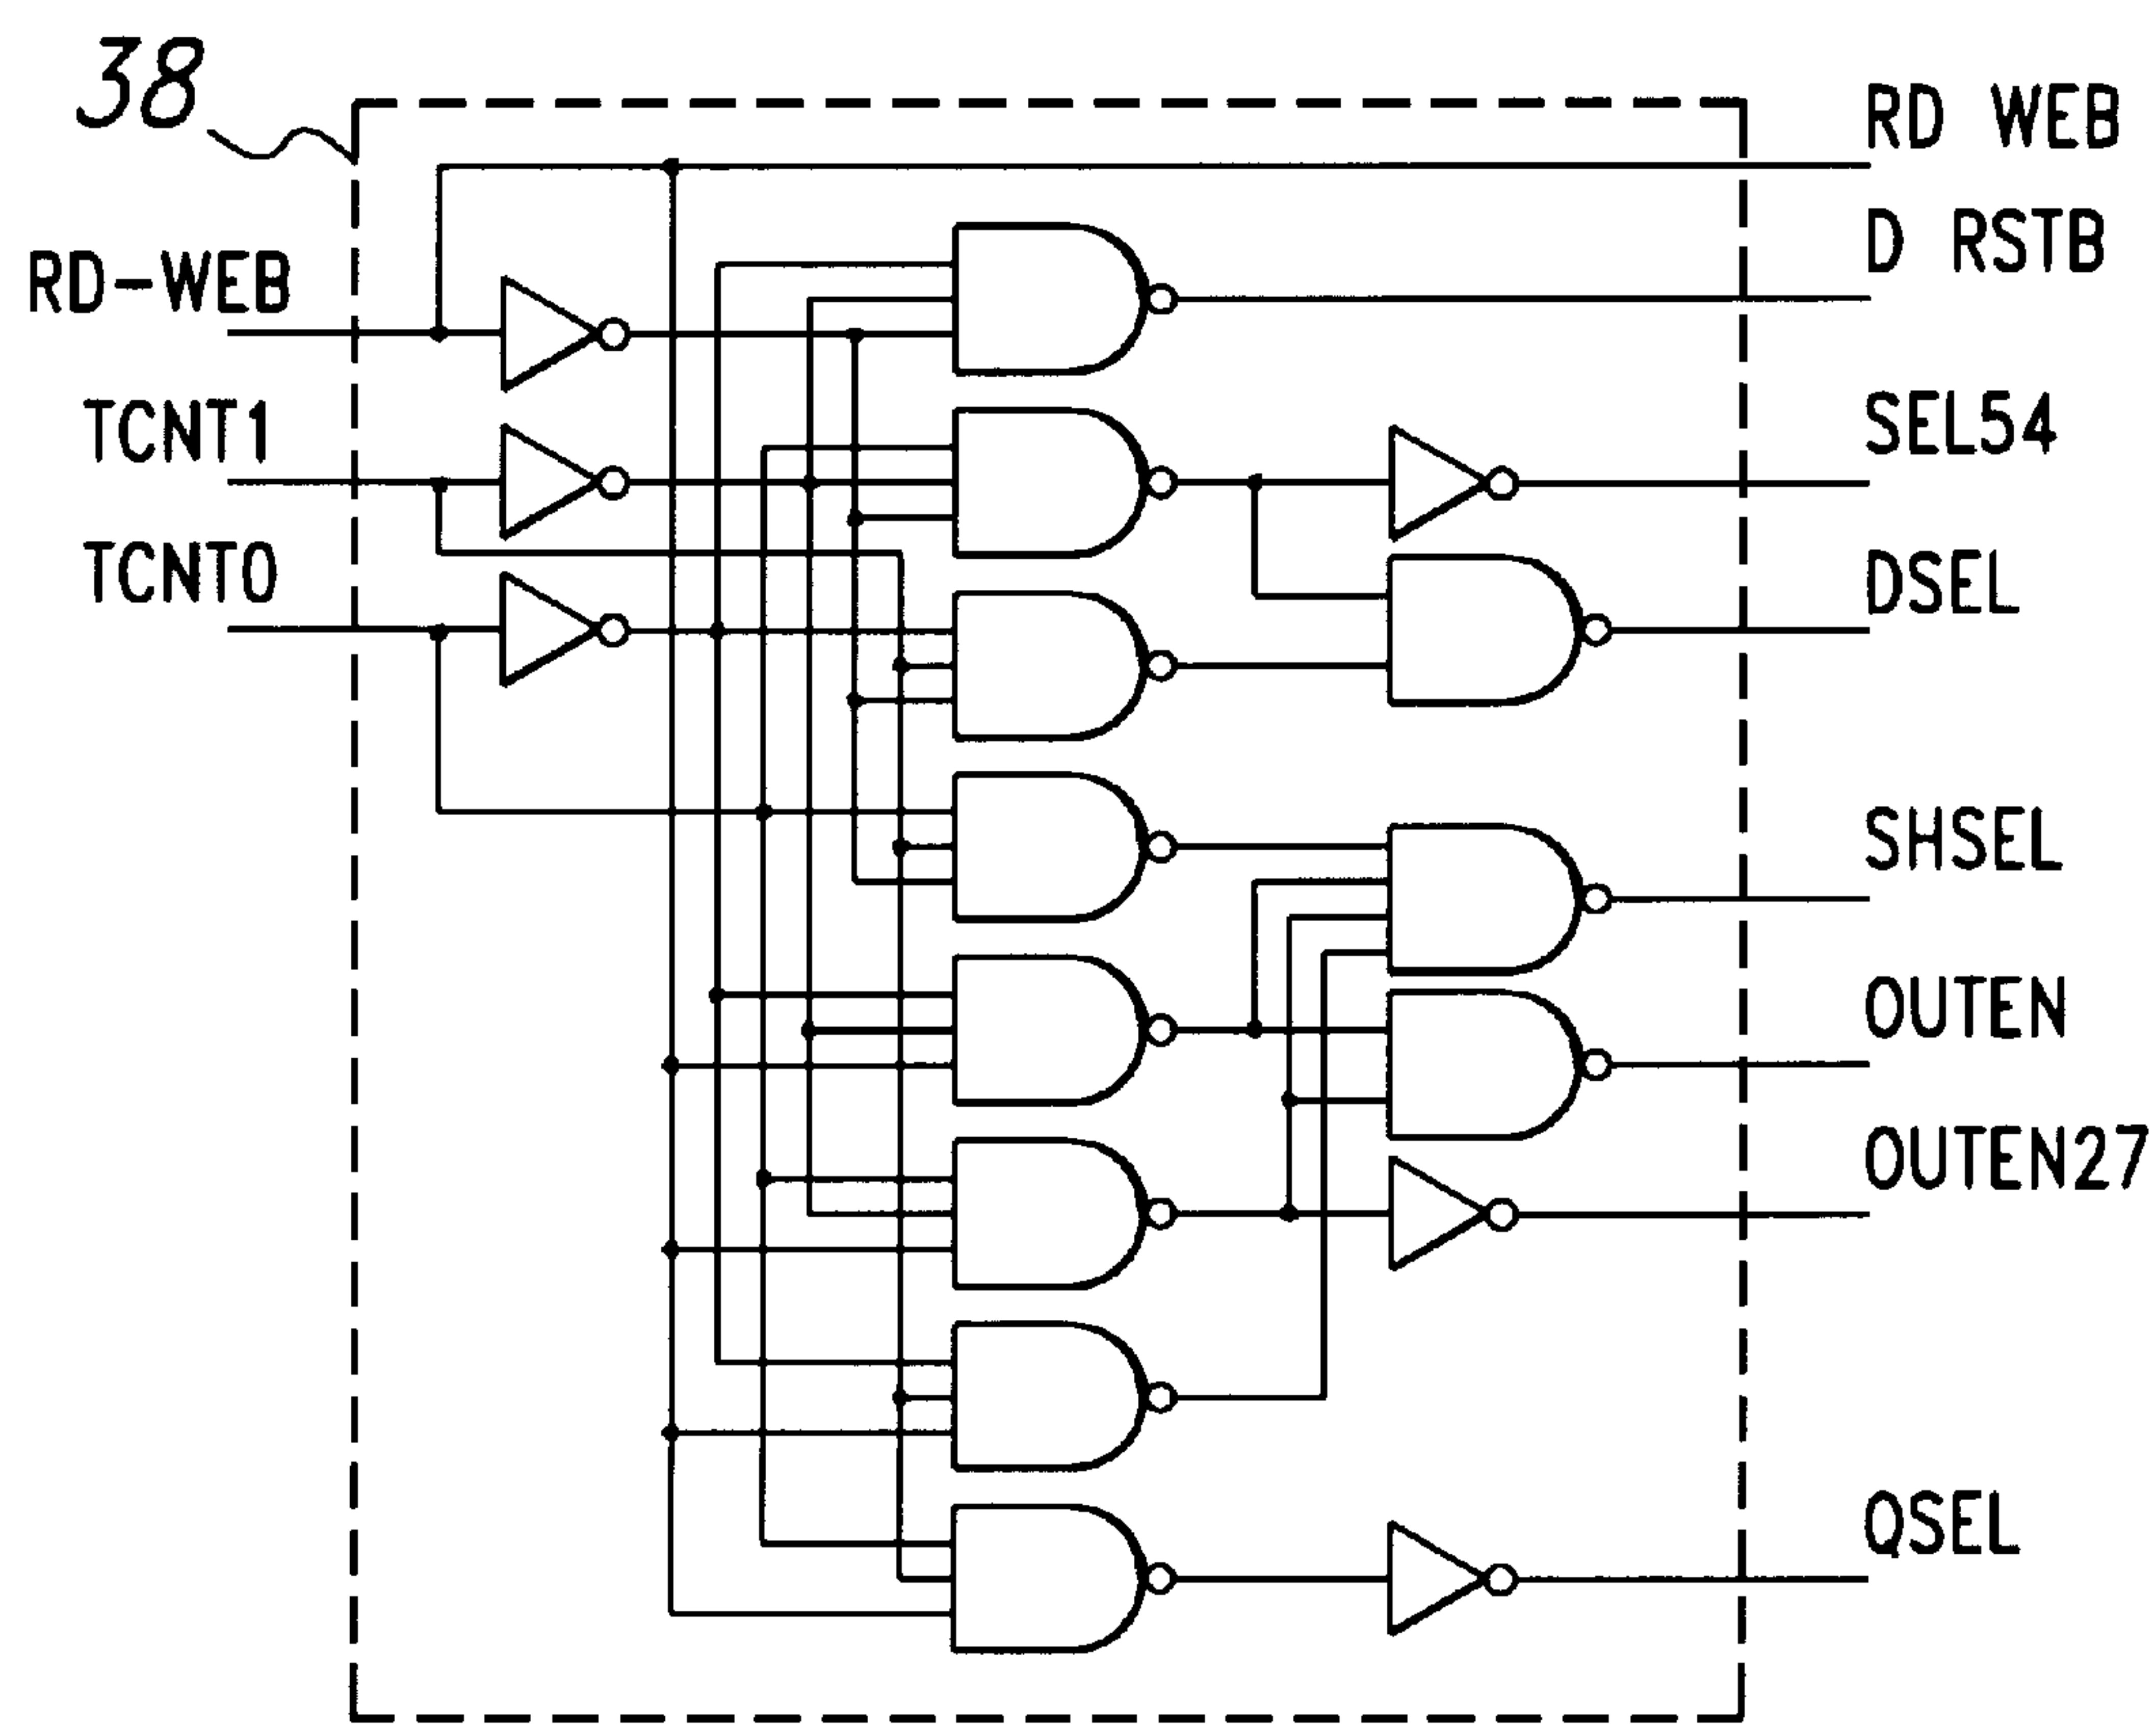 38
RD WEB
D RSTB
RD-WEB
TCNT1
SEL54
TCNT0
DSEL
SHSEL
OUTEN
OUTEN27
QSEL